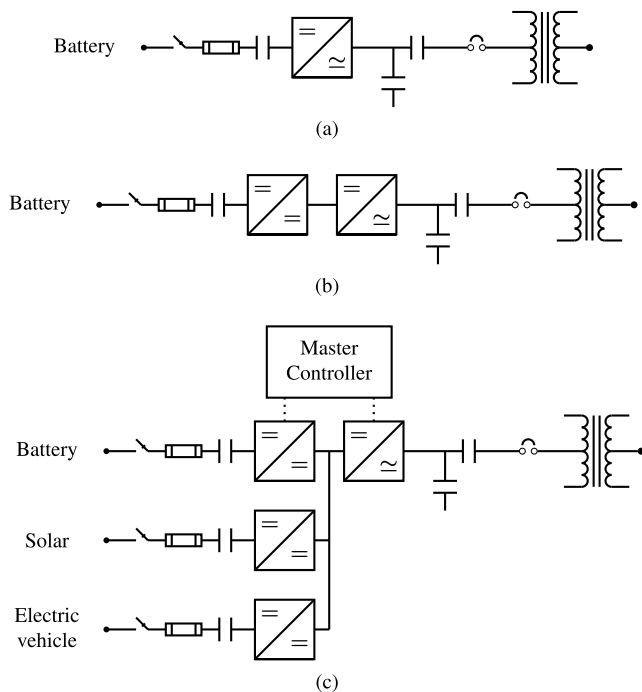 Battery
(a)
Battery
(b)
Master
Controller
Battery
Solar
Electric
vehicle
(c)